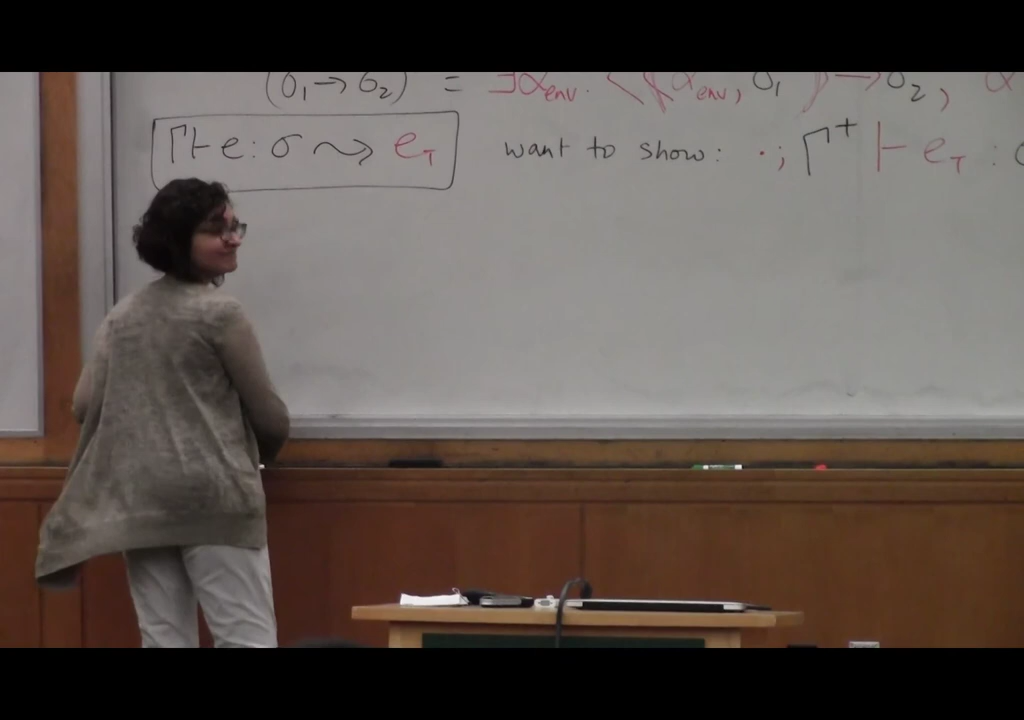 (σ₁→σ₂) = ∃α_env. ⟨(α_env, σ₁) → σ₂, α
Γ ⊢ e : σ ⇝ e_T want to show: ·; Γ⁺ ⊢ e_T :